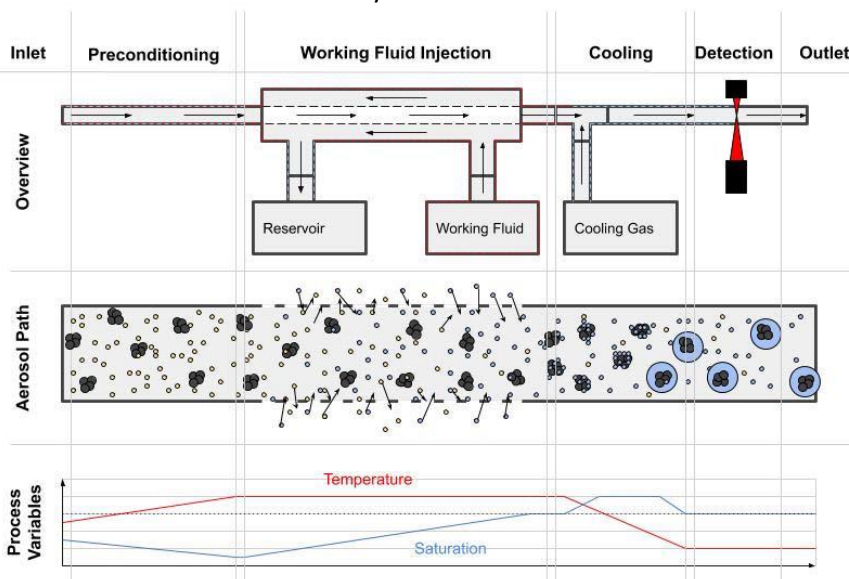 Inlet Preconditioning Working Fluid Injection Cooling Detection Outlet
Overview
Reservoir Working Fluid Cooling Gas
Aerosol Path
Process
Variables
Temperature
Saturation